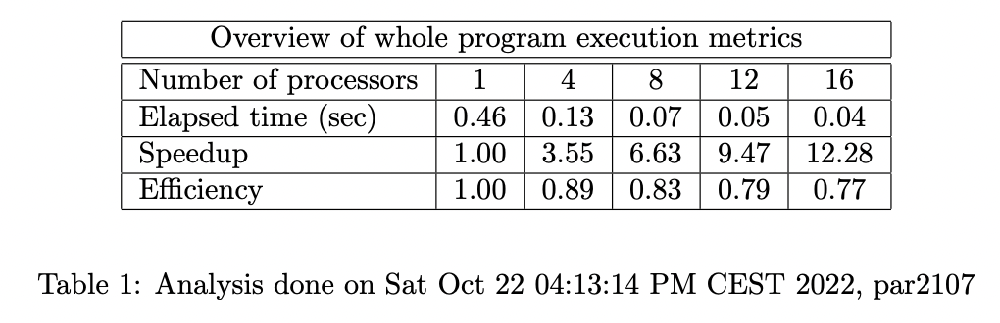 Overview of whole program execution metrics
Number of processors 1 4 8 12 16
Elapsed time (sec) 0.46 0.13 0.07 0.05 0.04
Speedup 1.00 3.55 6.63 9.47 12.28
Efficiency 1.00 0.89 0.83 0.79 0.77
Table 1: Analysis done on Sat Oct 22 04:13:14 PM CEST 2022, par2107